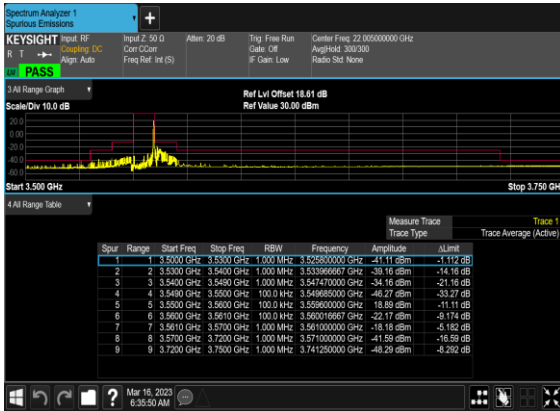 Spectrum Analyzer 1
Spurious Emissions
+
KEYSIGHT Input: RF Input Z: 50 Ω Atten: 20 dB Trig: Free Run Center Freq: 22.005000000 GHz
R T Coupling: DC Corr CCorr Gate: Off Avg|Hold: 300/300
Align: Auto Freq Ref: Int (S) IF Gain: Low Radio Std: None
PASS
3 All Range Graph Ref Lvl Offset 18.61 dB
Scale/Div 10.0 dB Ref Value 30.00 dBm
20.0
0.00
-20.0
-40.0
-60.0
Start 3.500 GHz Stop 3.750 GHz
4 All Range Table
Measure Trace Trace 1
Trace Type Trace Average (Active)
Spur Range Start Freq Stop Freq RBW Frequency Amplitude ΔLimit
1 1 3.5000 GHz 3.5300 GHz 1.000 MHz 3.525800000 GHz -41.11 dBm -1.112 dB
2 2 3.5300 GHz 3.5400 GHz 1.000 MHz 3.533966667 GHz -39.16 dBm -14.16 dB
3 3 3.5400 GHz 3.5490 GHz 1.000 MHz 3.547470000 GHz -34.16 dBm -21.16 dB
4 4 3.5490 GHz 3.5500 GHz 100.0 kHz 3.549685000 GHz -46.27 dBm -33.27 dB
5 5 3.5500 GHz 3.5600 GHz 100.0 kHz 3.559600000 GHz 18.89 dBm -11.11 dB
6 6 3.5600 GHz 3.5610 GHz 100.0 kHz 3.560016667 GHz -22.17 dBm -9.174 dB
7 7 3.5610 GHz 3.5700 GHz 1.000 MHz 3.561000000 GHz -18.18 dBm -5.182 dB
8 8 3.5700 GHz 3.7200 GHz 1.000 MHz 3.571000000 GHz -41.59 dBm -16.59 dB
9 9 3.7200 GHz 3.7500 GHz 1.000 MHz 3.741250000 GHz -48.29 dBm -8.292 dB
? Mar 16, 2023
6:35:50 AM